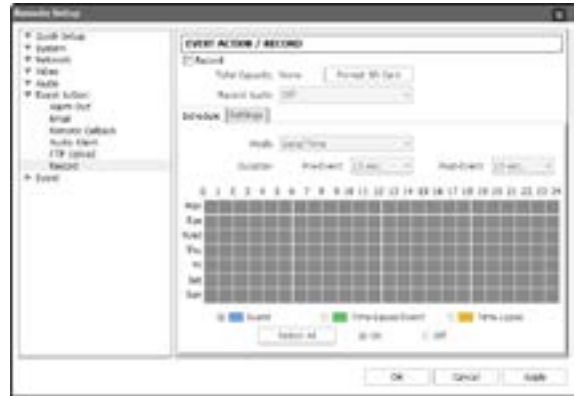 Remote Setup
Quick Setup
System
Network
Video
Audio
Event Action
Alarm Out
Email
Remote Callback
Audio Alert
FTP Upload
Record
Event
EVENT ACTION / RECORD
Record
Total Capacity None Format SD Card
Record Audio Off
Schedule Settings
Mode Date/Time
Duration Pre-Event Post-Event
0 1 2 3 4 5 6 7 8 9 10 11 12 13 14 15 16 17 18 19 20 21 22 23 24
Mon
Tue
Wed
Thu
Fri
Sat
Sun
Event Time-lapse/Event Time-Lapse
Select All On Off
OK Cancel Apply